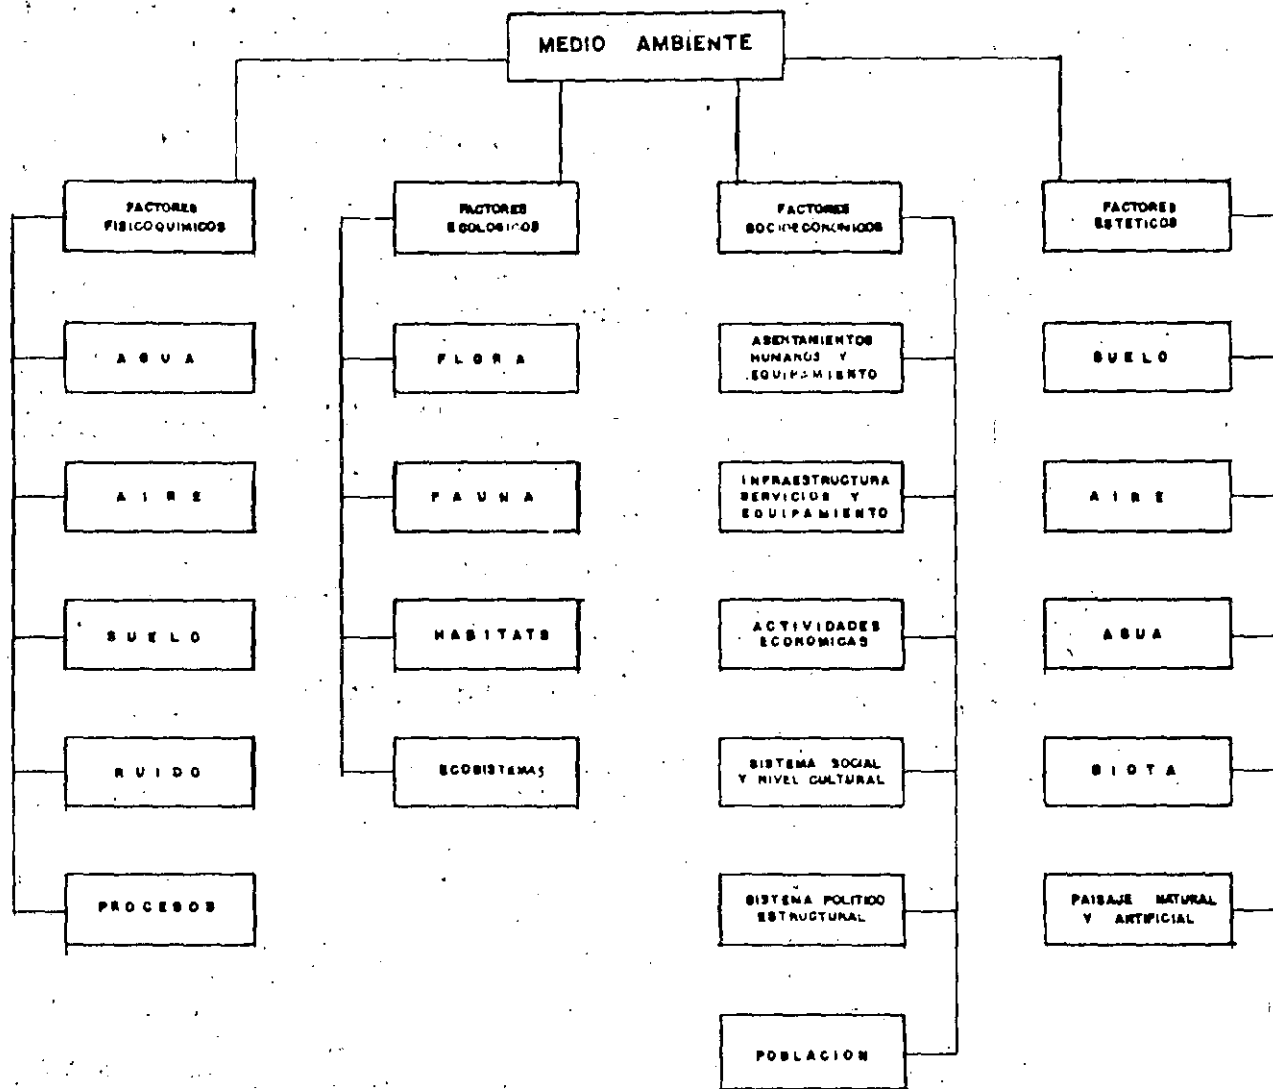 MEDIO AMBIENTE
FACTORES
FISICOQUIMICOS
AGUA
AIRE
SUELO
RUIDO
PROCESOS
FACTORES
ECOLOGICOS
FLORA
FAUNA
HABITATS
ECOSISTEMAS
FACTORES
SOCIOECONOMICOS
ASENTAMIENTOS
HUMANOS Y
EQUIPAMIENTO
INFRAESTRUCTURA
SERVICIOS Y
EQUIPAMIENTO
ACTIVIDADES
ECONOMICAS
SISTEMA SOCIAL
Y NIVEL CULTURAL
SISTEMA POLITICO
ESTRUCTURAL
POBLACION
FACTORES
ESTETICOS
SUELO
AIRE
AGUA
BIOTA
PAISAJE NATURAL
Y ARTIFICIAL